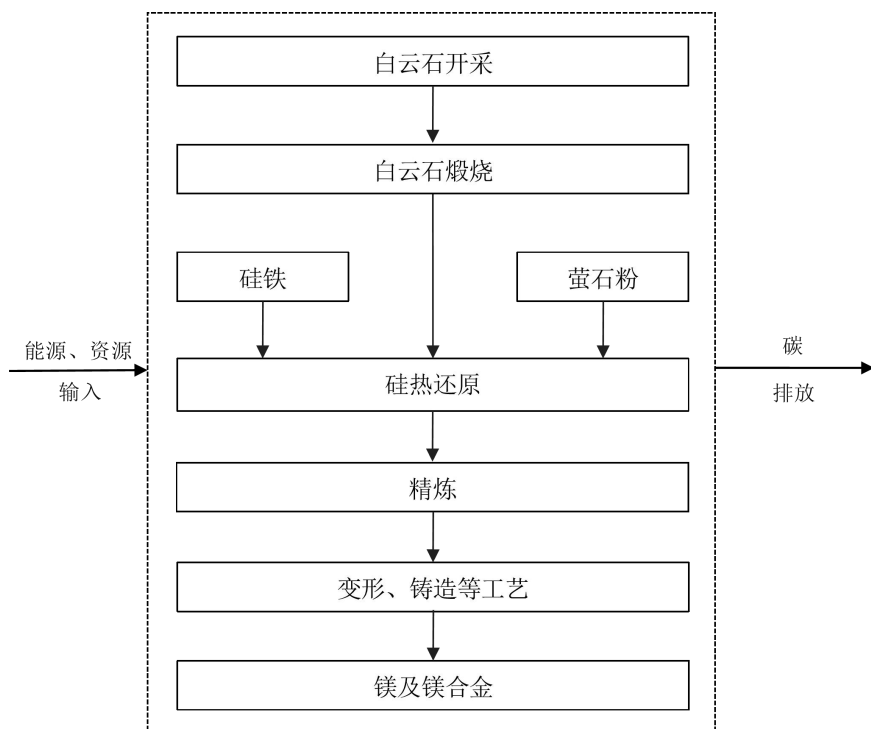 白云石开采
白云石煅烧
硅铁
萤石粉
能源、资源
输入
硅热还原
碳
排放
精炼
变形、铸造等工艺
镁及镁合金